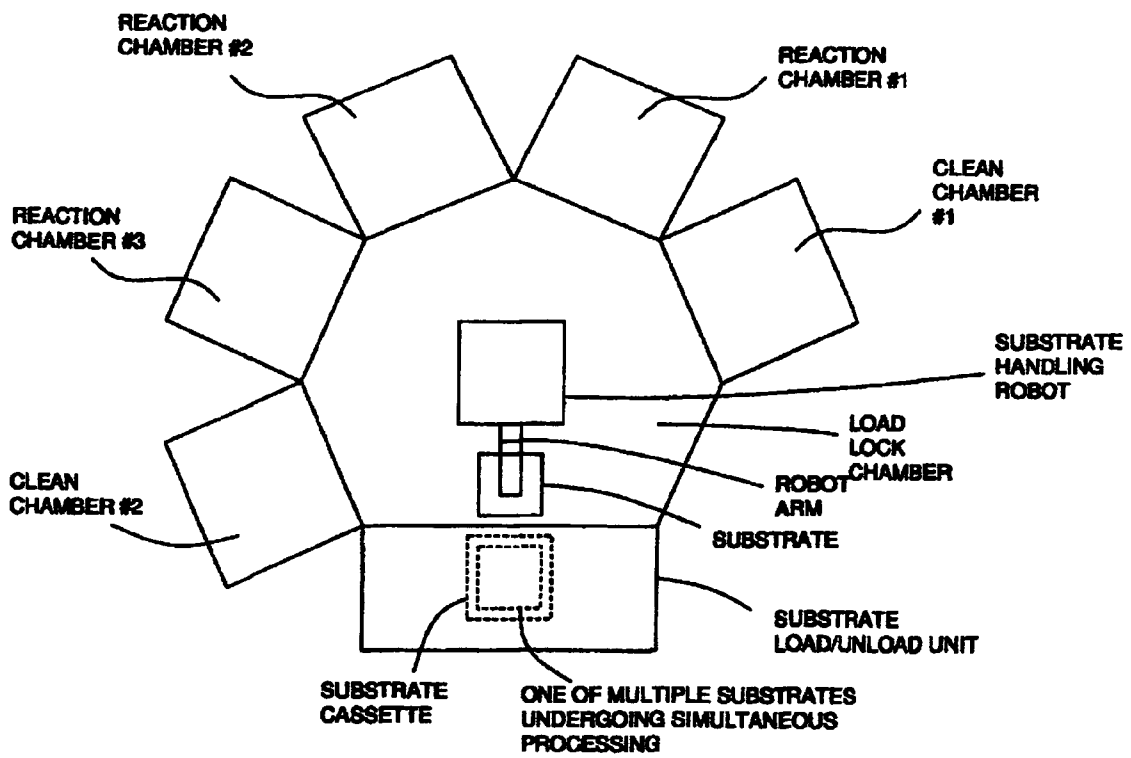 REACTION
CHAMBER #2
REACTION
CHAMBER #1
CLEAN
CHAMBER
#1
REACTION
CHAMBER #3
SUBSTRATE
HANDLING
ROBOT
LOAD
LOCK
CHAMBER
ROBOT
ARM
CLEAN
CHAMBER #2
SUBSTRATE
SUBSTRATE
LOAD/UNLOAD UNIT
SUBSTRATE
CASSETTE
ONE OF MULTIPLE SUBSTRATES
UNDERGOING SIMULTANEOUS
PROCESSING